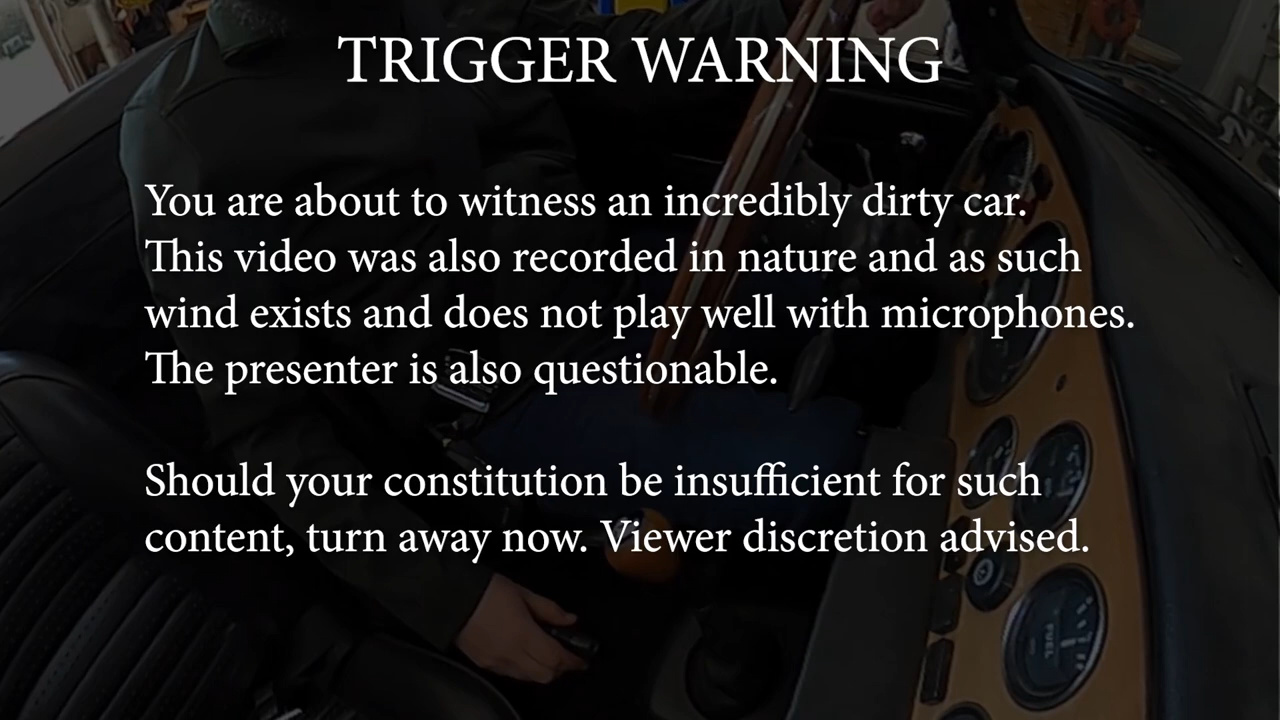 TRIGGER WARNING
You are about to witness an incredibly dirty car.
This video was also recorded in nature and as such
wind exists and does not play well with microphones.
The presenter is also questionable.
Should your constitution be insufficient for such
content, turn away now. Viewer discretion advised.
FUEL